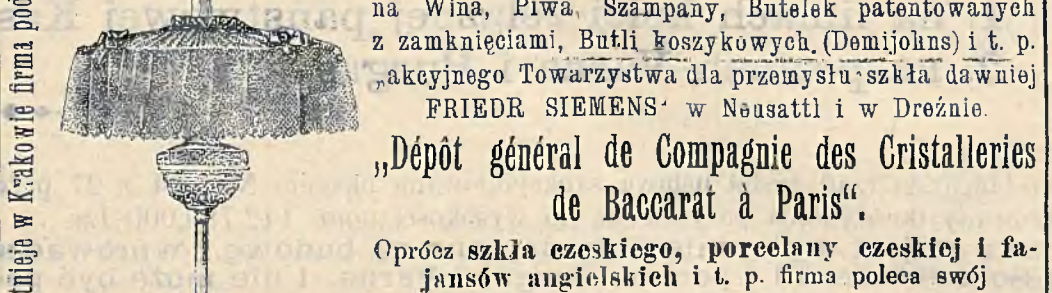 tnieje w Krakowie firma pod
na Wina, Piwa, Szampany, Butelek patentowanych
z zamknięciami, Butli koszykowych (Demijohns) i t. p.
„akcyjnego Towarzystwa dla przemysłu szkła dawniej
FRIEDR SIEMENS" w Neusattl i w Dreźnie.
„Dépôt général de Compagnie des Cristalleries
de Baccarat à Paris“.
Oprócz szkła czeskiego, porcelany czeskiej i fa-
jansów angielskich i t. p. firma poleca swój